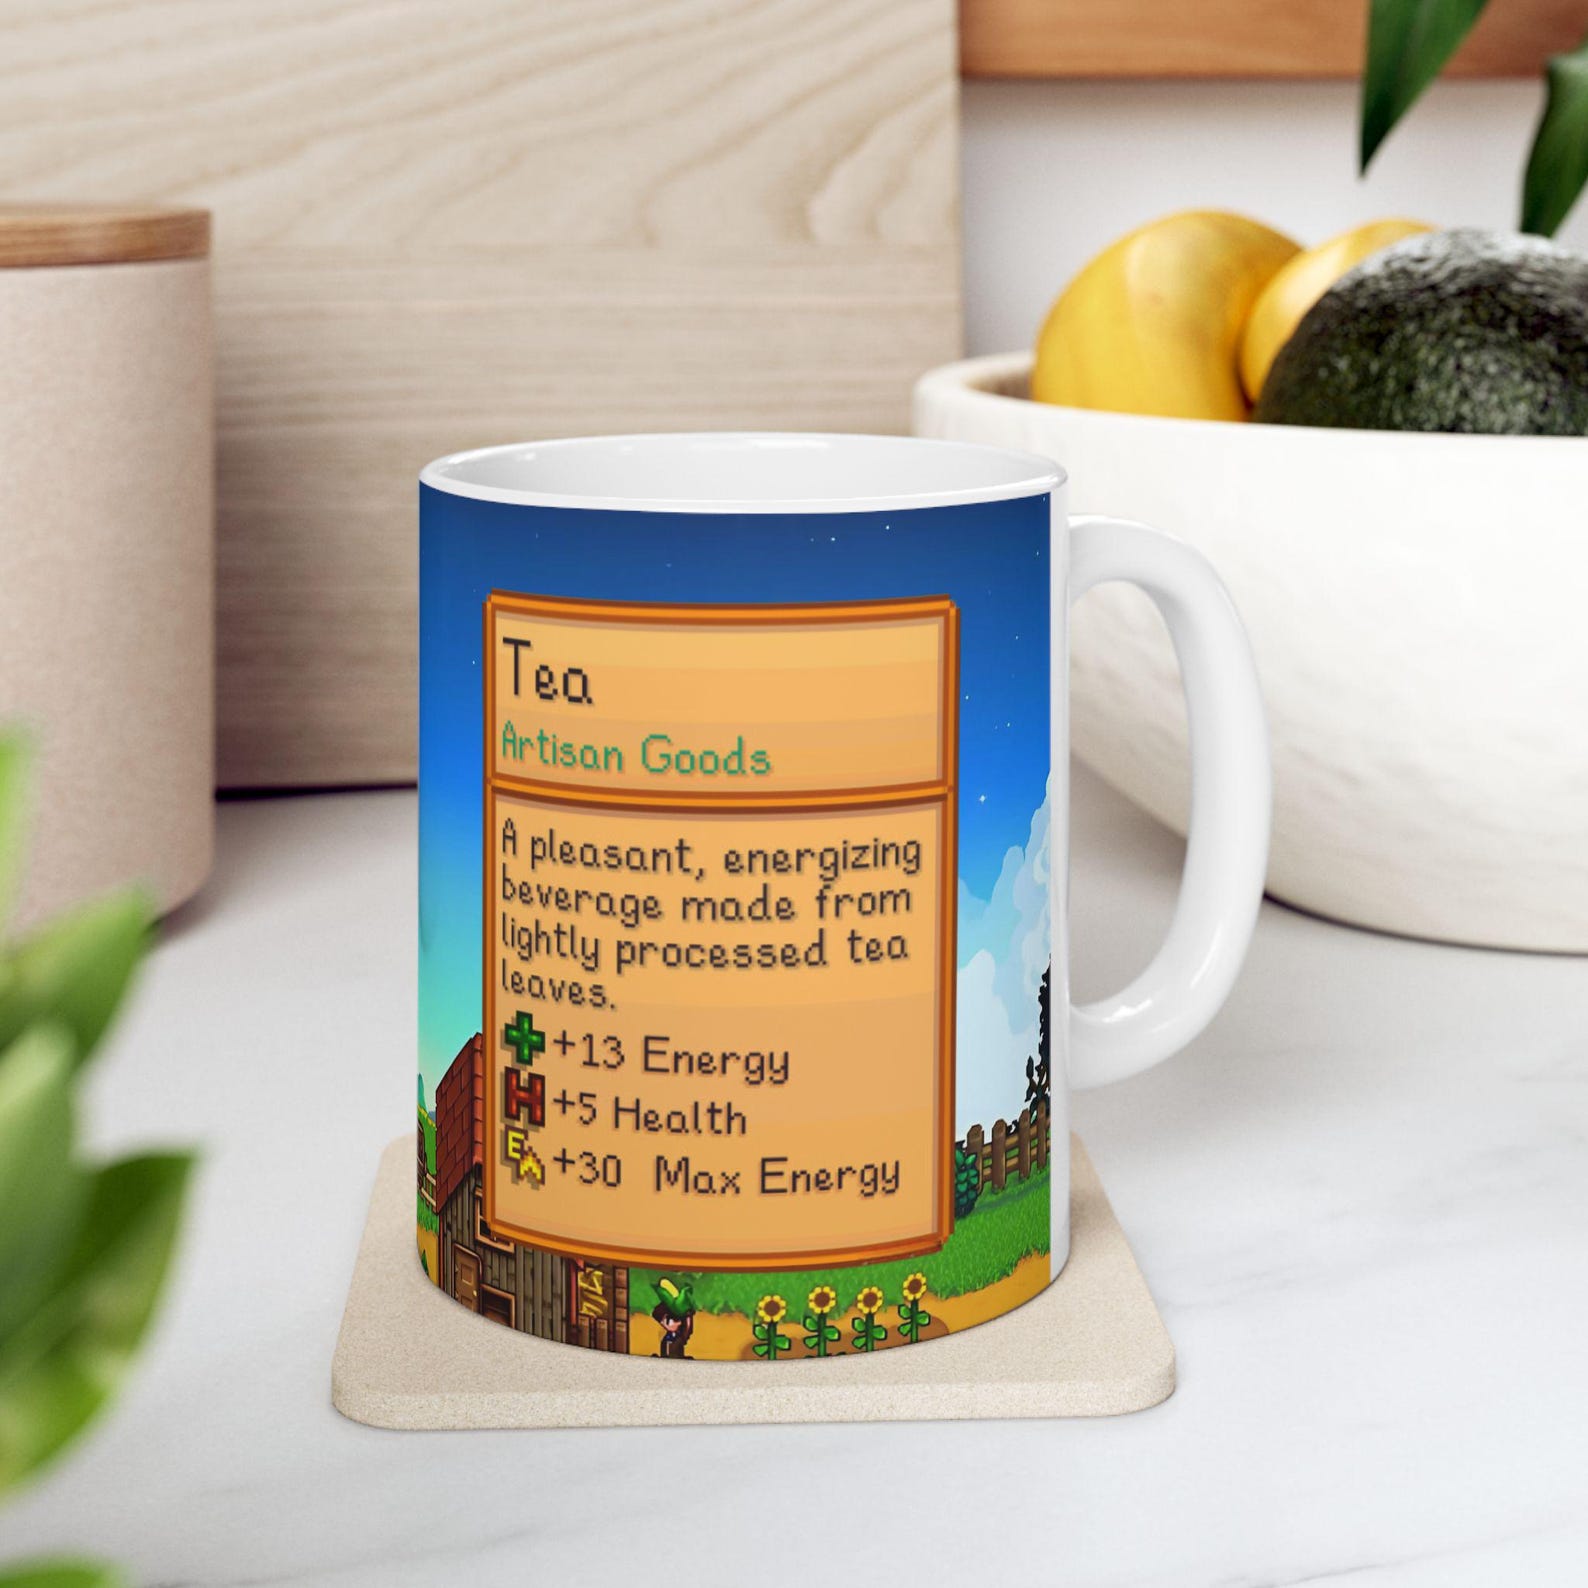 Tea
Artisan Goods
A pleasant, energizing
beverage made from
lightly processed tea
leaves.
+13 Energy
H +5 Health
E +30 Max Energy